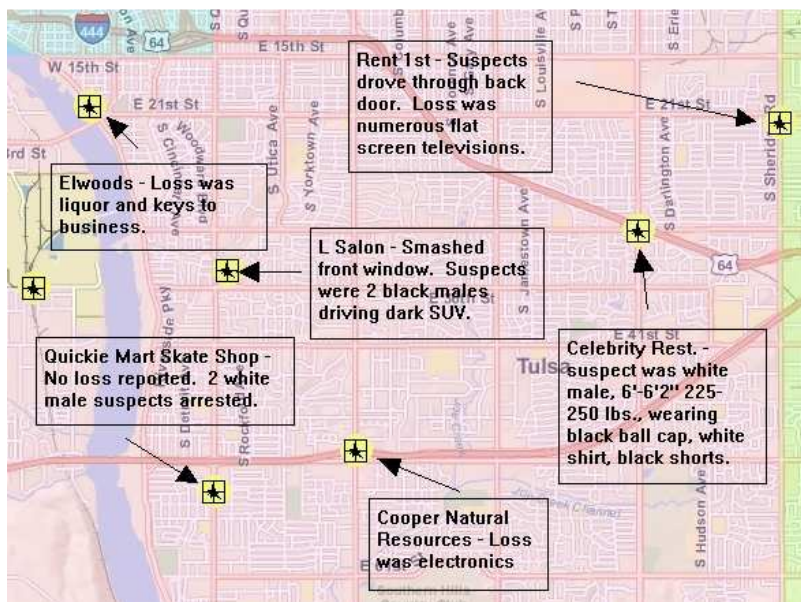 444
64
E 15th St
W 15th St
E 21st St
E 21st St
S Utica Ave
S Yorktown Ave
S Louisville Ave
S Darlington Ave
S Jamestown Ave
Rent 1st - Suspects
drove through back
door. Loss was
numerous flat
screen televisions.
Elwoods - Loss was
liquor and keys to
business.
L Salon - Smashed
front window. Suspects
were 2 black males
driving dark SUV.
64
E 41st St
Tulsa
Quickie Mart Skate Shop -
No loss reported. 2 white
male suspects arrested.
Celebrity Rest. -
suspect was white
male, 6'-6'2" 225-
250 lbs., wearing
black ball cap, white
shirt, black shorts.
S Rockford Ave
S Hudson Ave
Cooper Natural
Resources - Loss
was electronics
Southern Hills